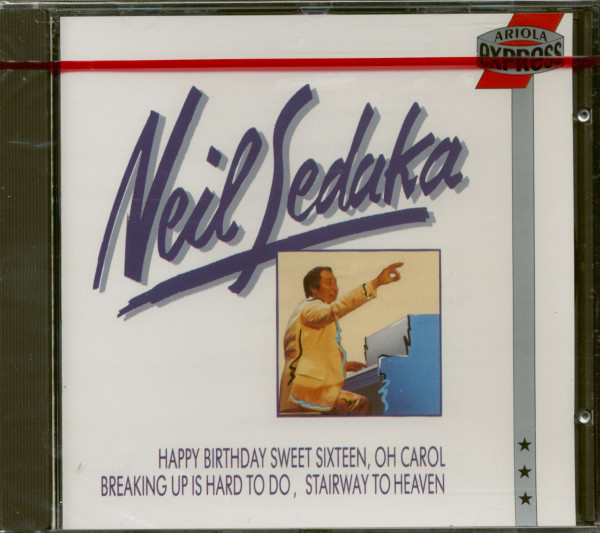 ARIOLA
EXPRESS
Neil Sedaka
HAPPY BIRTHDAY SWEET SIXTEEN, OH CAROL
BREAKING UP IS HARD TO DO, STAIRWAY TO HEAVEN